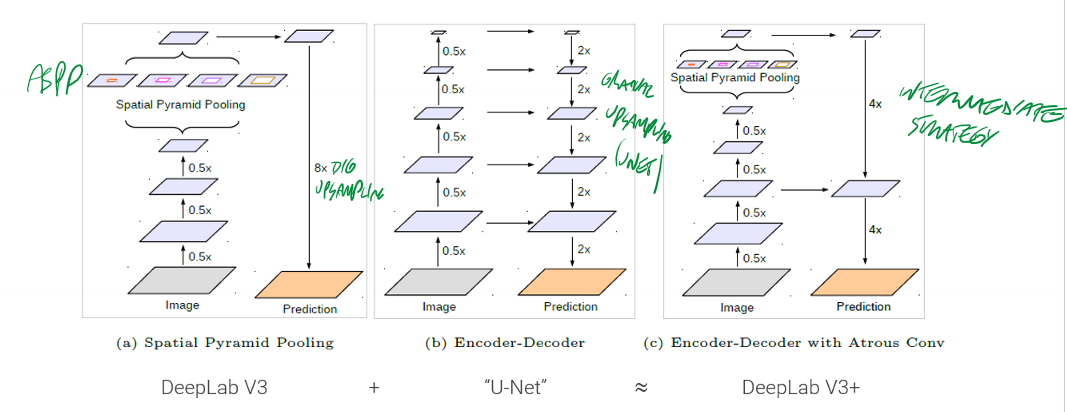 ASPP
Spatial Pyramid Pooling
0.5x
0.5x
0.5x
8x BIG
UPSAMPLING
Image
Prediction
(a) Spatial Pyramid Pooling
0.5x
0.5x
0.5x
0.5x
0.5x
2x
2x
2x
2x
2x
GRADUAL
UPSAMPLING
(UNET)
Image
Prediction
(b) Encoder-Decoder
Spatial Pyramid Pooling
0.5x
0.5x
0.5x
0.5x
4x
4x
INTERMEDIATE
STRATEGY
Image
Prediction
(c) Encoder-Decoder with Atrous Conv
DeepLab V3 + “U-Net” ≈ DeepLab V3+